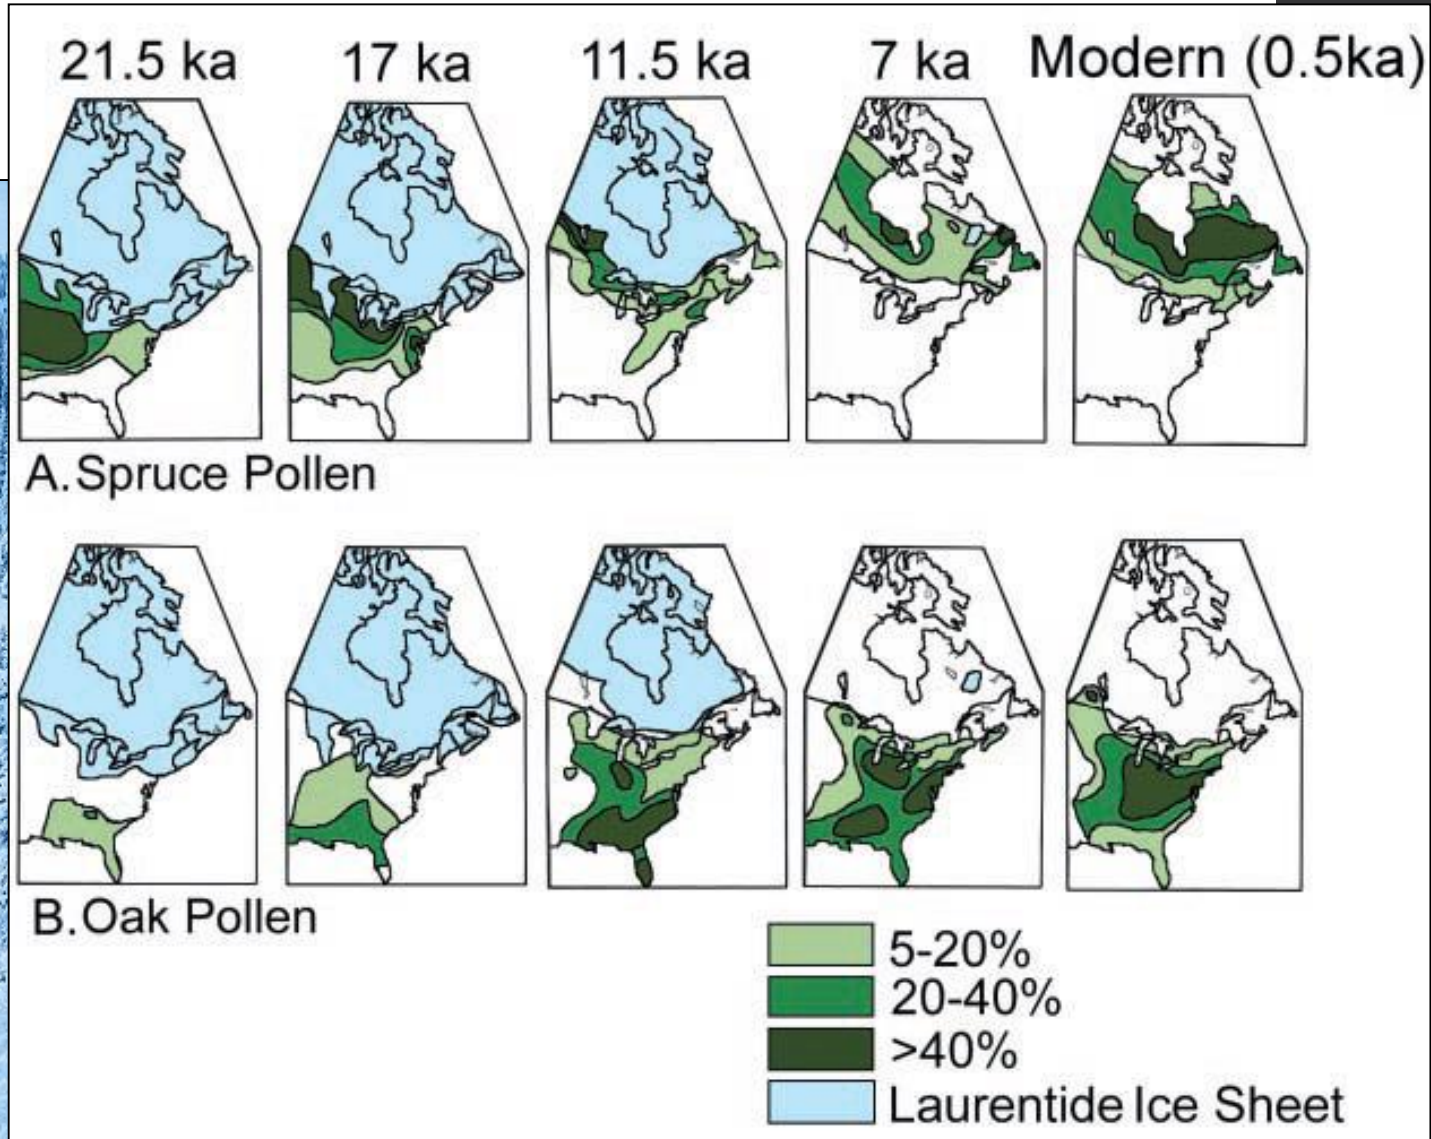 21.5 ka 17 ka 11.5 ka 7 ka Modern (0.5ka)
A. Spruce Pollen
B. Oak Pollen
5-20%
20-40%
>40%
Laurentide Ice Sheet